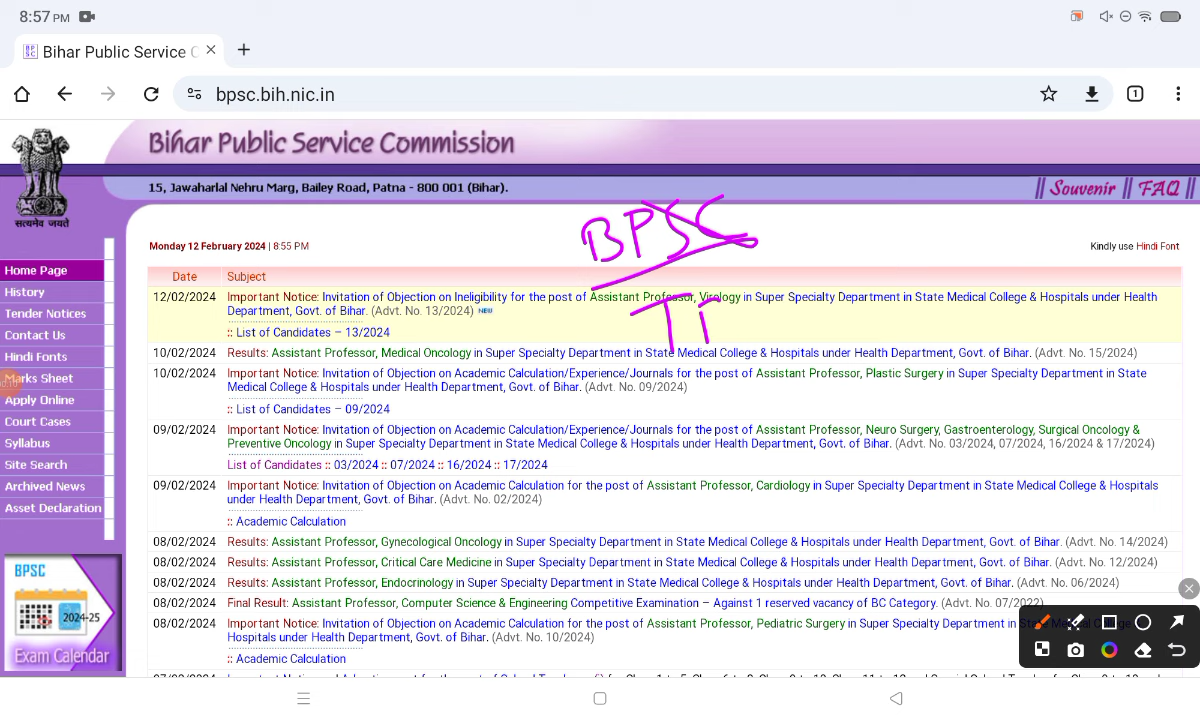 8:57 PM
Bihar Public Service C
bpsc.bih.nic.in
1
Bihar Public Service Commission
15, Jawaharlal Nehru Marg, Bailey Road, Patna - 800 001 (Bihar).
|| Souvenir || FAQ ||
सत्यमेव जयते
BPSC
Monday 12 February 2024 | 8:55 PM
Kindly use Hindi Font
Home Page
History
Tender Notices
Contact Us
Hindi Fonts
Marks Sheet
Apply Online
Court Cases
Syllabus
Site Search
Archived News
Asset Declaration
BPSC
2024-25
Exam Calendar
Date Subject
12/02/2024 Important Notice: Invitation of Objection on Ineligibility for the post of Assistant Professor, Virology in Super Specialty Department in State Medical College & Hospitals under Health
Department, Govt. of Bihar. (Advt. No. 13/2024) NEW
:: List of Candidates – 13/2024
10/02/2024 Results: Assistant Professor, Medical Oncology in Super Specialty Department in State Medical College & Hospitals under Health Department, Govt. of Bihar. (Advt. No. 15/2024)
10/02/2024 Important Notice: Invitation of Objection on Academic Calculation/Experience/Journals for the post of Assistant Professor, Plastic Surgery in Super Specialty Department in State
Medical College & Hospitals under Health Department, Govt. of Bihar. (Advt. No. 09/2024)
:: List of Candidates – 09/2024
09/02/2024 Important Notice: Invitation of Objection on Academic Calculation/Experience/Journals for the post of Assistant Professor, Neuro Surgery, Gastroenterology, Surgical Oncology &
Preventive Oncology in Super Specialty Department in State Medical College & Hospitals under Health Department, Govt. of Bihar. (Advt. No. 03/2024, 07/2024, 16/2024 & 17/2024)
List of Candidates :: 03/2024 :: 07/2024 :: 16/2024 :: 17/2024
09/02/2024 Important Notice: Invitation of Objection on Academic Calculation for the post of Assistant Professor, Cardiology in Super Specialty Department in State Medical College & Hospitals
under Health Department, Govt. of Bihar. (Advt. No. 02/2024)
:: Academic Calculation
08/02/2024 Results: Assistant Professor, Gynecological Oncology in Super Specialty Department in State Medical College & Hospitals under Health Department, Govt. of Bihar. (Advt. No. 14/2024)
08/02/2024 Results: Assistant Professor, Critical Care Medicine in Super Specialty Department in State Medical College & Hospitals under Health Department, Govt. of Bihar. (Advt. No. 12/2024)
08/02/2024 Results: Assistant Professor, Endocrinology in Super Specialty Department in State Medical College & Hospitals under Health Department, Govt. of Bihar. (Advt. No. 06/2024)
08/02/2024 Final Result: Assistant Professor, Computer Science & Engineering Competitive Examination – Against 1 reserved vacancy of BC Category. (Advt. No. 07/2022)
08/02/2024 Important Notice: Invitation of Objection on Academic Calculation for the post of Assistant Professor, Pediatric Surgery in Super Specialty Department in
Hospitals under Health Department, Govt. of Bihar. (Advt. No. 10/2024)
:: Academic Calculation